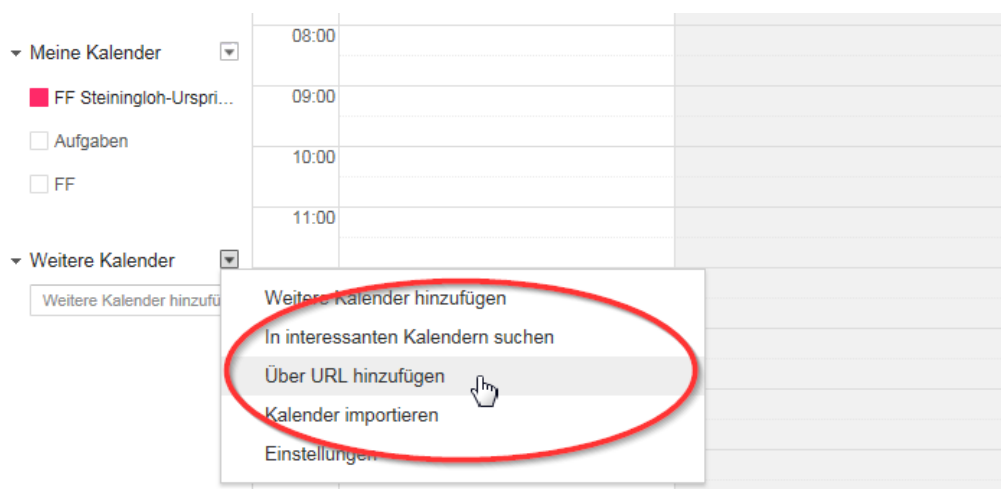 Meine Kalender
FF Steiningloh-Urspri...
Aufgaben
FF
Weitere Kalender
Weitere Kalender hinzufü
08:00
09:00
10:00
11:00
Weitere Kalender hinzufügen
In interessanten Kalendern suchen
Über URL hinzufügen
Kalender importieren
Einstellungen